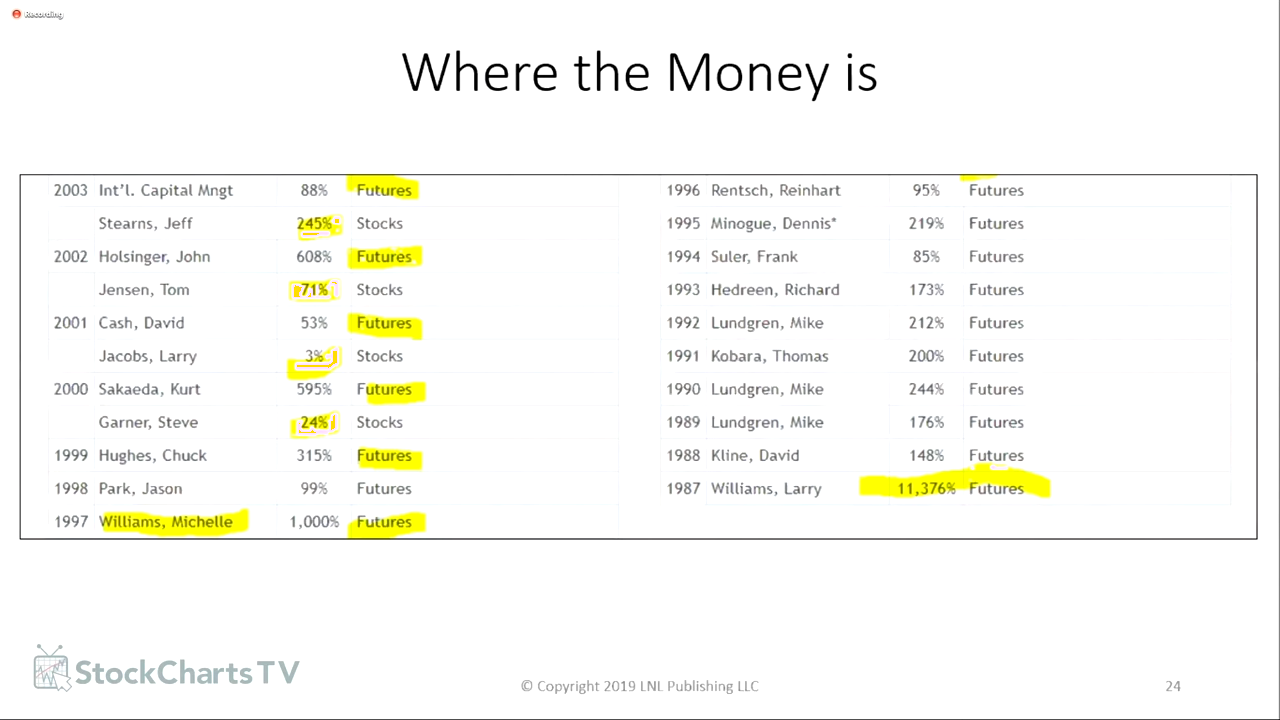 Recording
Where the Money is
2003 Int'l. Capital Mngt 88% Futures
Stearns, Jeff 245% Stocks
2002 Holsinger, John 608% Futures
Jensen, Tom 71% Stocks
2001 Cash, David 53% Futures
Jacobs, Larry 3% Stocks
2000 Sakaeda, Kurt 595% Futures
Garner, Steve 24% Stocks
1999 Hughes, Chuck 315% Futures
1998 Park, Jason 99% Futures
1997 Williams, Michelle 1,000% Futures
1996 Rentsch, Reinhart 95% Futures
1995 Minogue, Dennis* 219% Futures
1994 Suler, Frank 85% Futures
1993 Hedreen, Richard 173% Futures
1992 Lundgren, Mike 212% Futures
1991 Kobara, Thomas 200% Futures
1990 Lundgren, Mike 244% Futures
1989 Lundgren, Mike 176% Futures
1988 Kline, David 148% Futures
1987 Williams, Larry 11,376% Futures
StockChartsTV
© Copyright 2019 LNL Publishing LLC
24